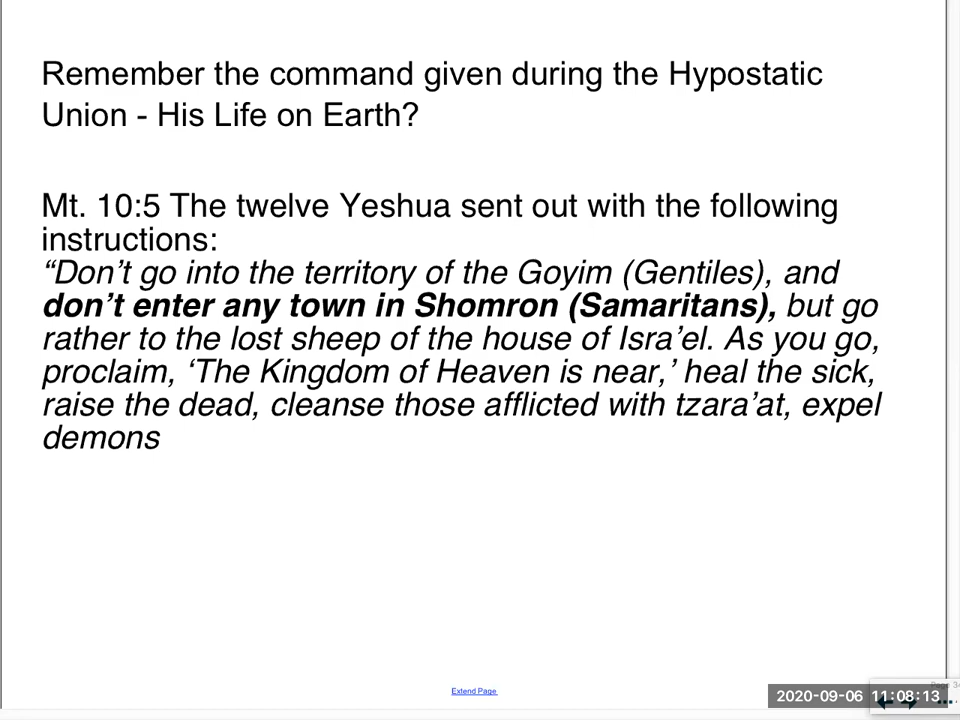 Remember the command given during the Hypostatic
Union - His Life on Earth?
Mt. 10:5 The twelve Yeshua sent out with the following
instructions:
“Don’t go into the territory of the Goyim (Gentiles), and
don’t enter any town in Shomron (Samaritans), but go
rather to the lost sheep of the house of Isra’el. As you go,
proclaim, ‘The Kingdom of Heaven is near,’ heal the sick,
raise the dead, cleanse those afflicted with tzara’at, expel
demons
Extend Page
2020-09-06 11:08:13